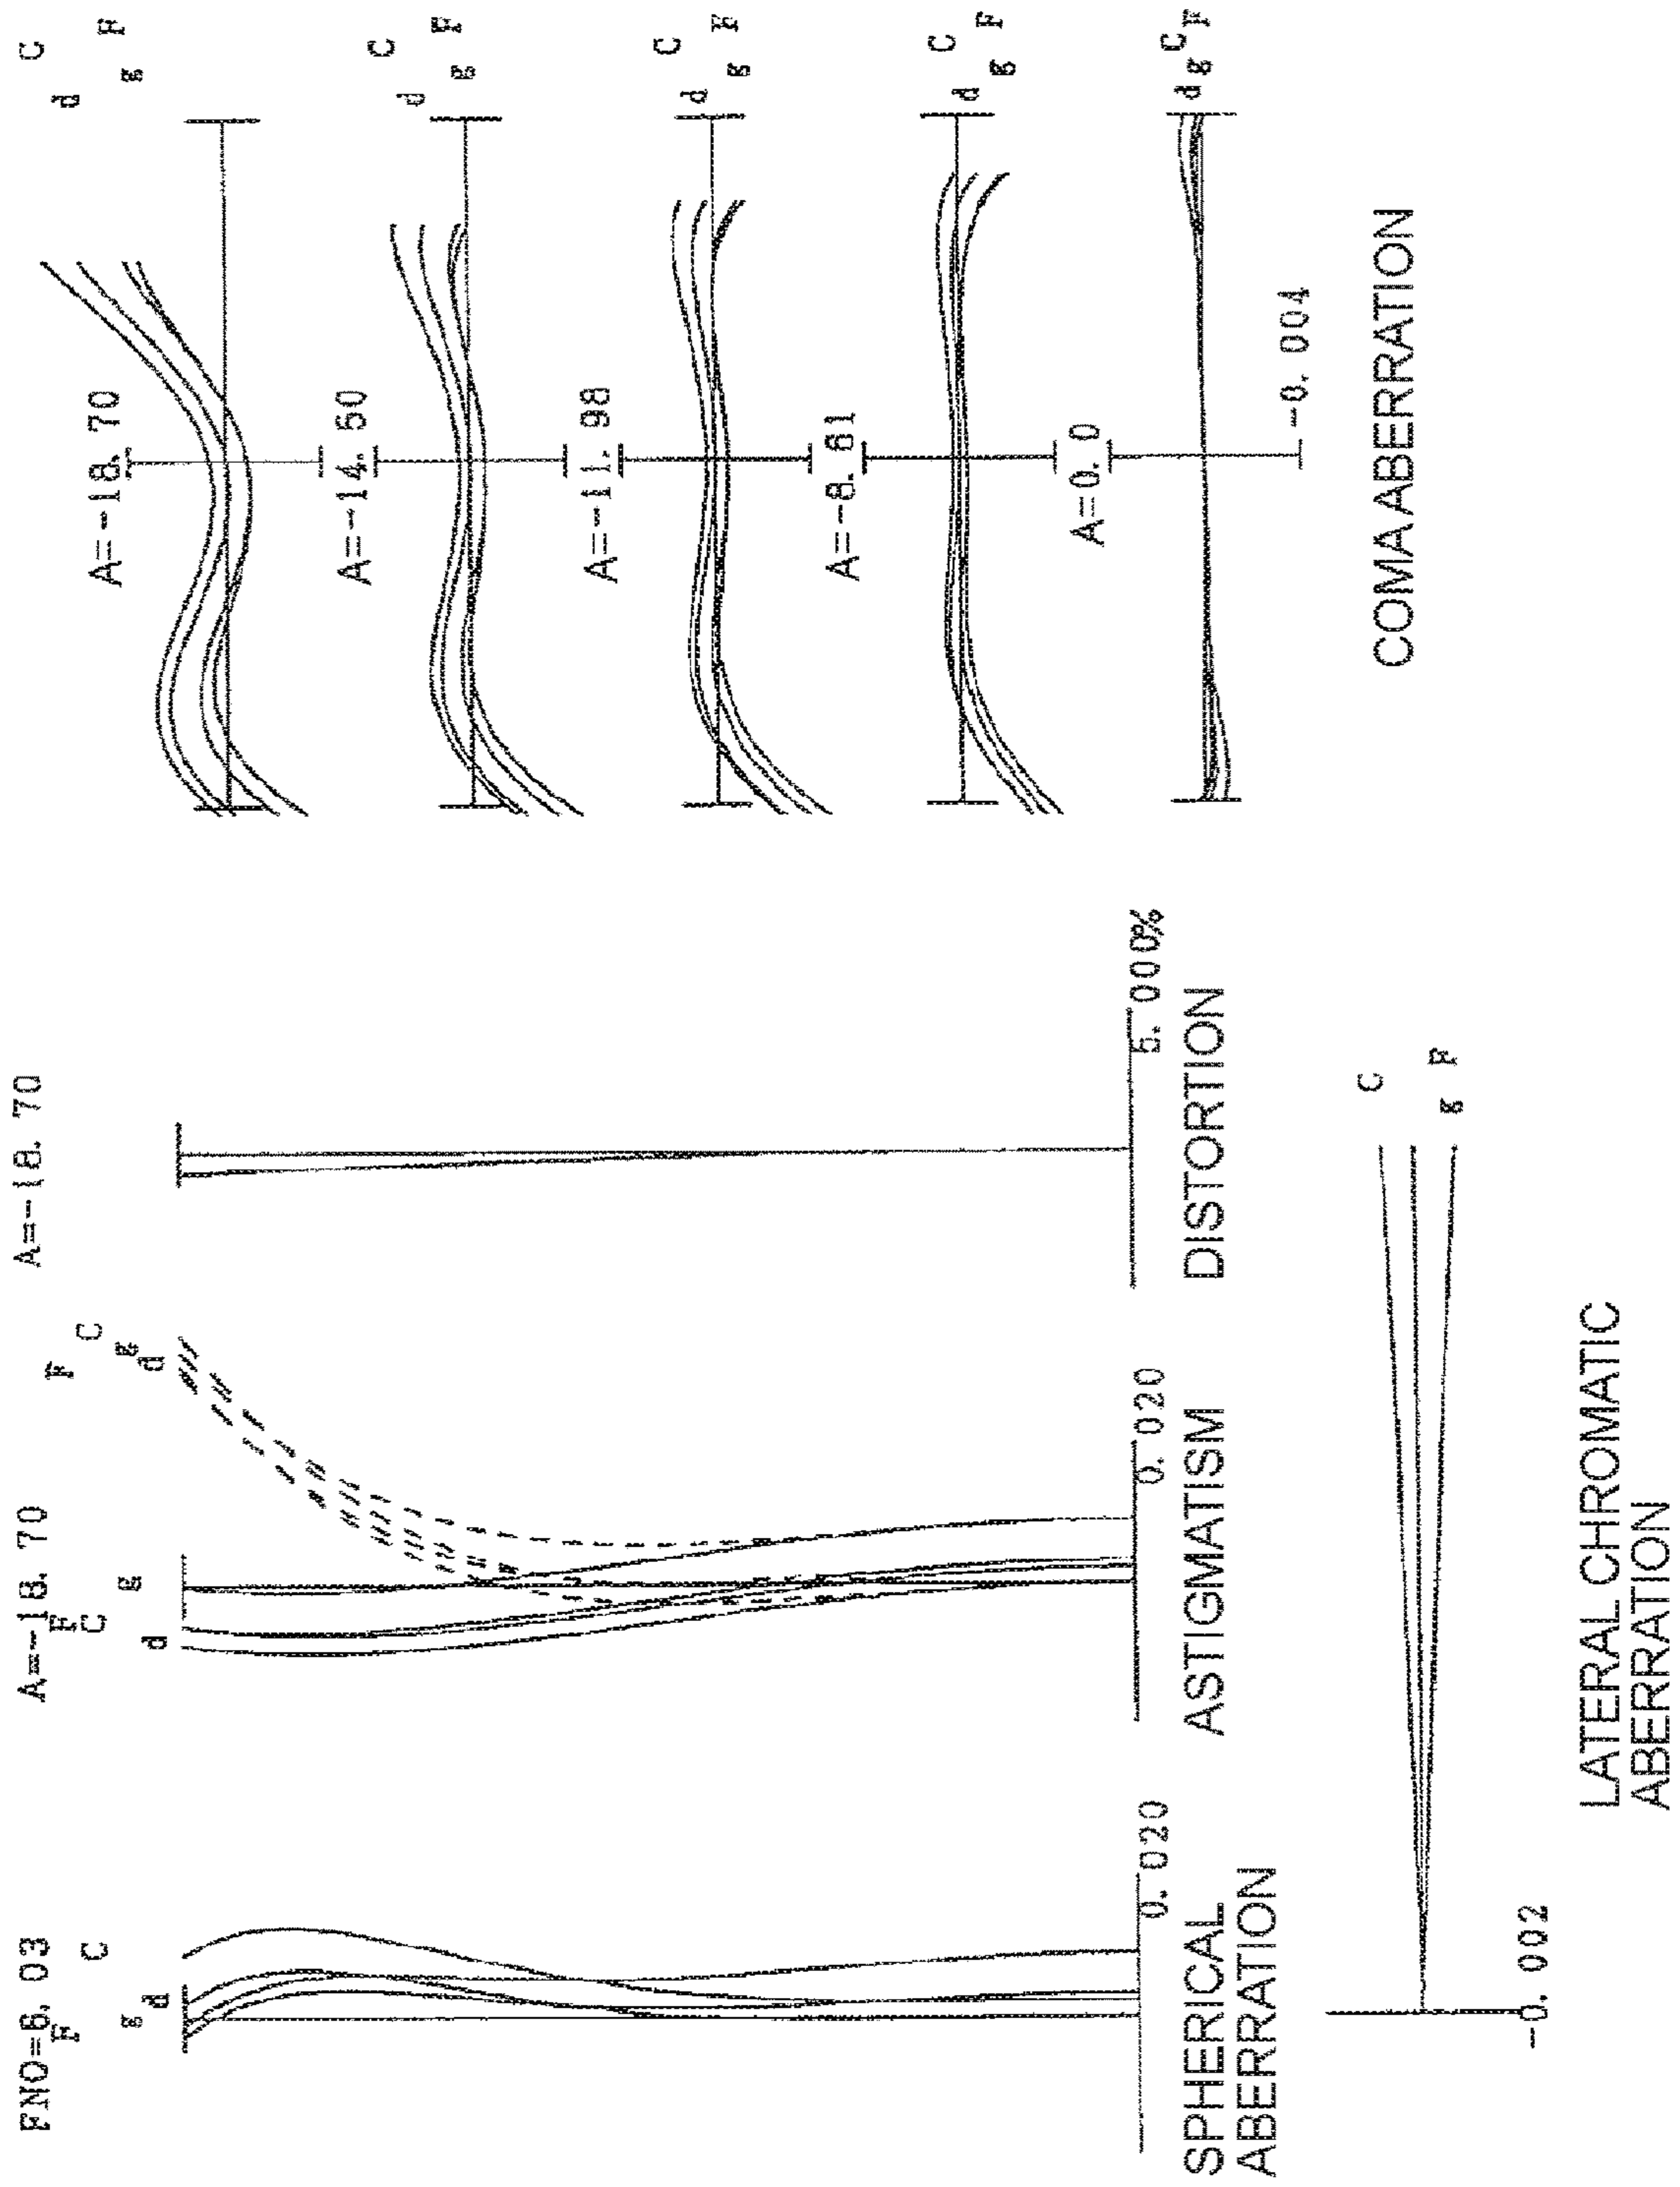 FNO=6. 03
F
C
g
d
0. 020
SPHERICAL
ABERRATION
A=-18. 70
F
C
g
d
F
C
g
d
0. 020
ASTIGMATISM
A=-18. 70
5. 000%
DISTORTION
C
F
g
-0. 002
LATERAL CHROMATIC
ABERRATION
A=-18. 70
C
d
F
g
A=-14. 50
C
d
F
g
A=-11. 98
C
d
F
g
A=-8. 61
C
d
F
g
A=0. 0
C
d
F
g
-0. 004
COMA ABERRATION